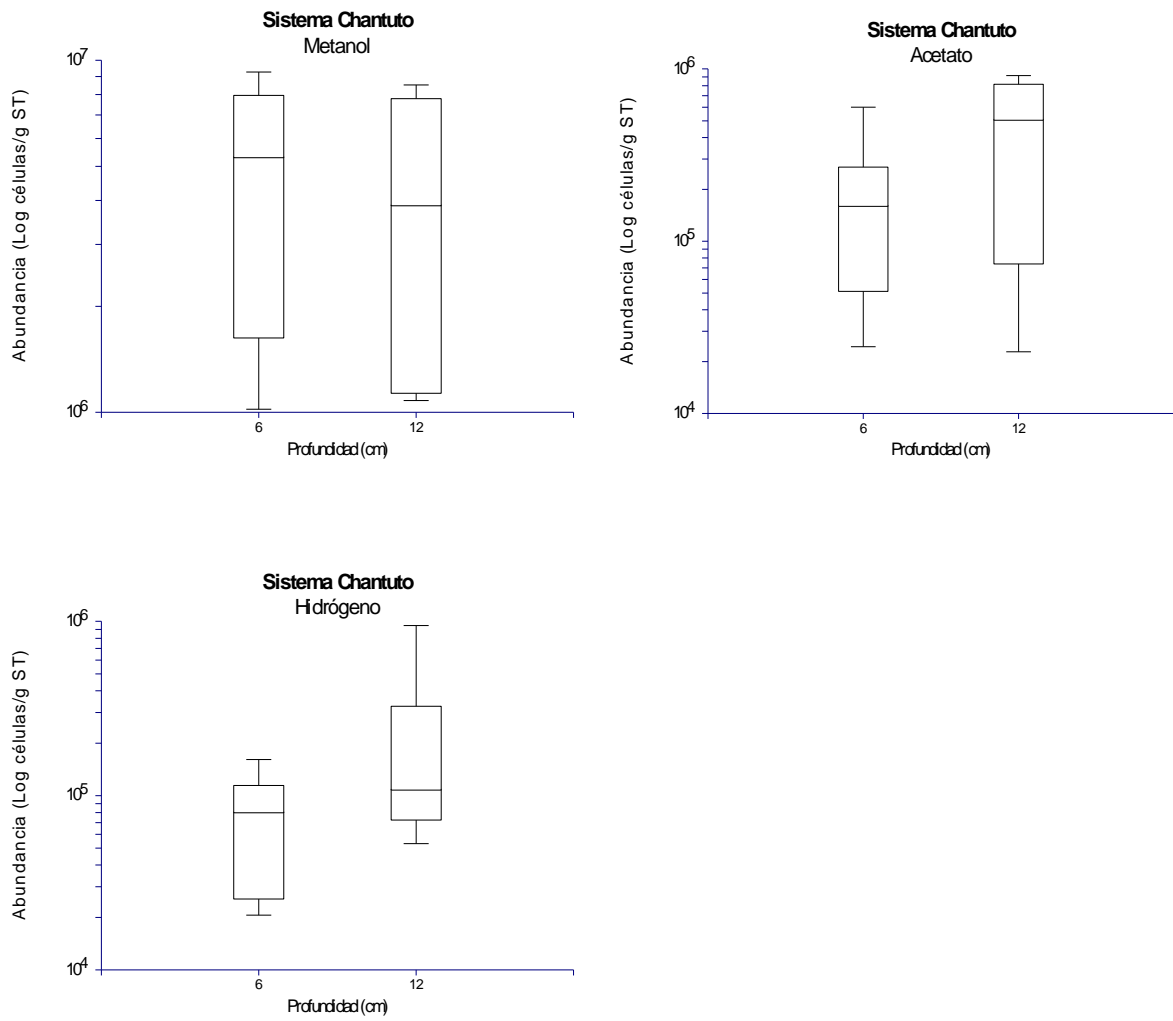 Sistema Chantuto
Metanol
Abundancia (Log células/g ST)
10^7
10^6
6
12
Profundidad (cm)
Sistema Chantuto
Acetato
Abundancia (Log células/g ST)
10^6
10^5
10^4
6
12
Profundidad (cm)
Sistema Chantuto
Hidrógeno
Abundancia (Log células/g ST)
10^6
10^5
10^4
6
12
Profundidad (cm)